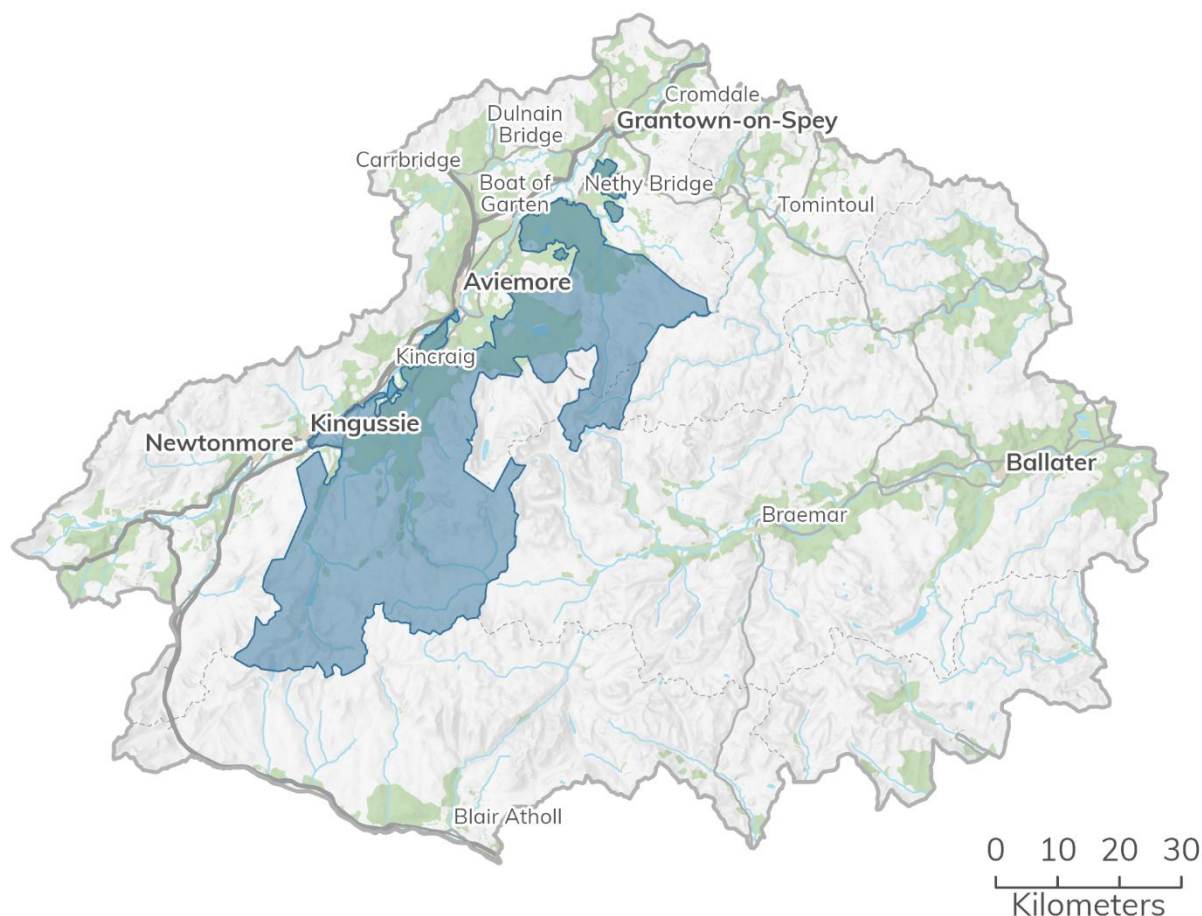 Cromdale
Dulnain
Bridge
Grantown-on-Spey
Carrbridge
Boat of
Garten
Nethy Bridge
Tomintoul
Aviemore
Kincraig
Kingussie
Newtonmore
Ballater
Braemar
Blair Atholl
0 10 20 30
Kilometers